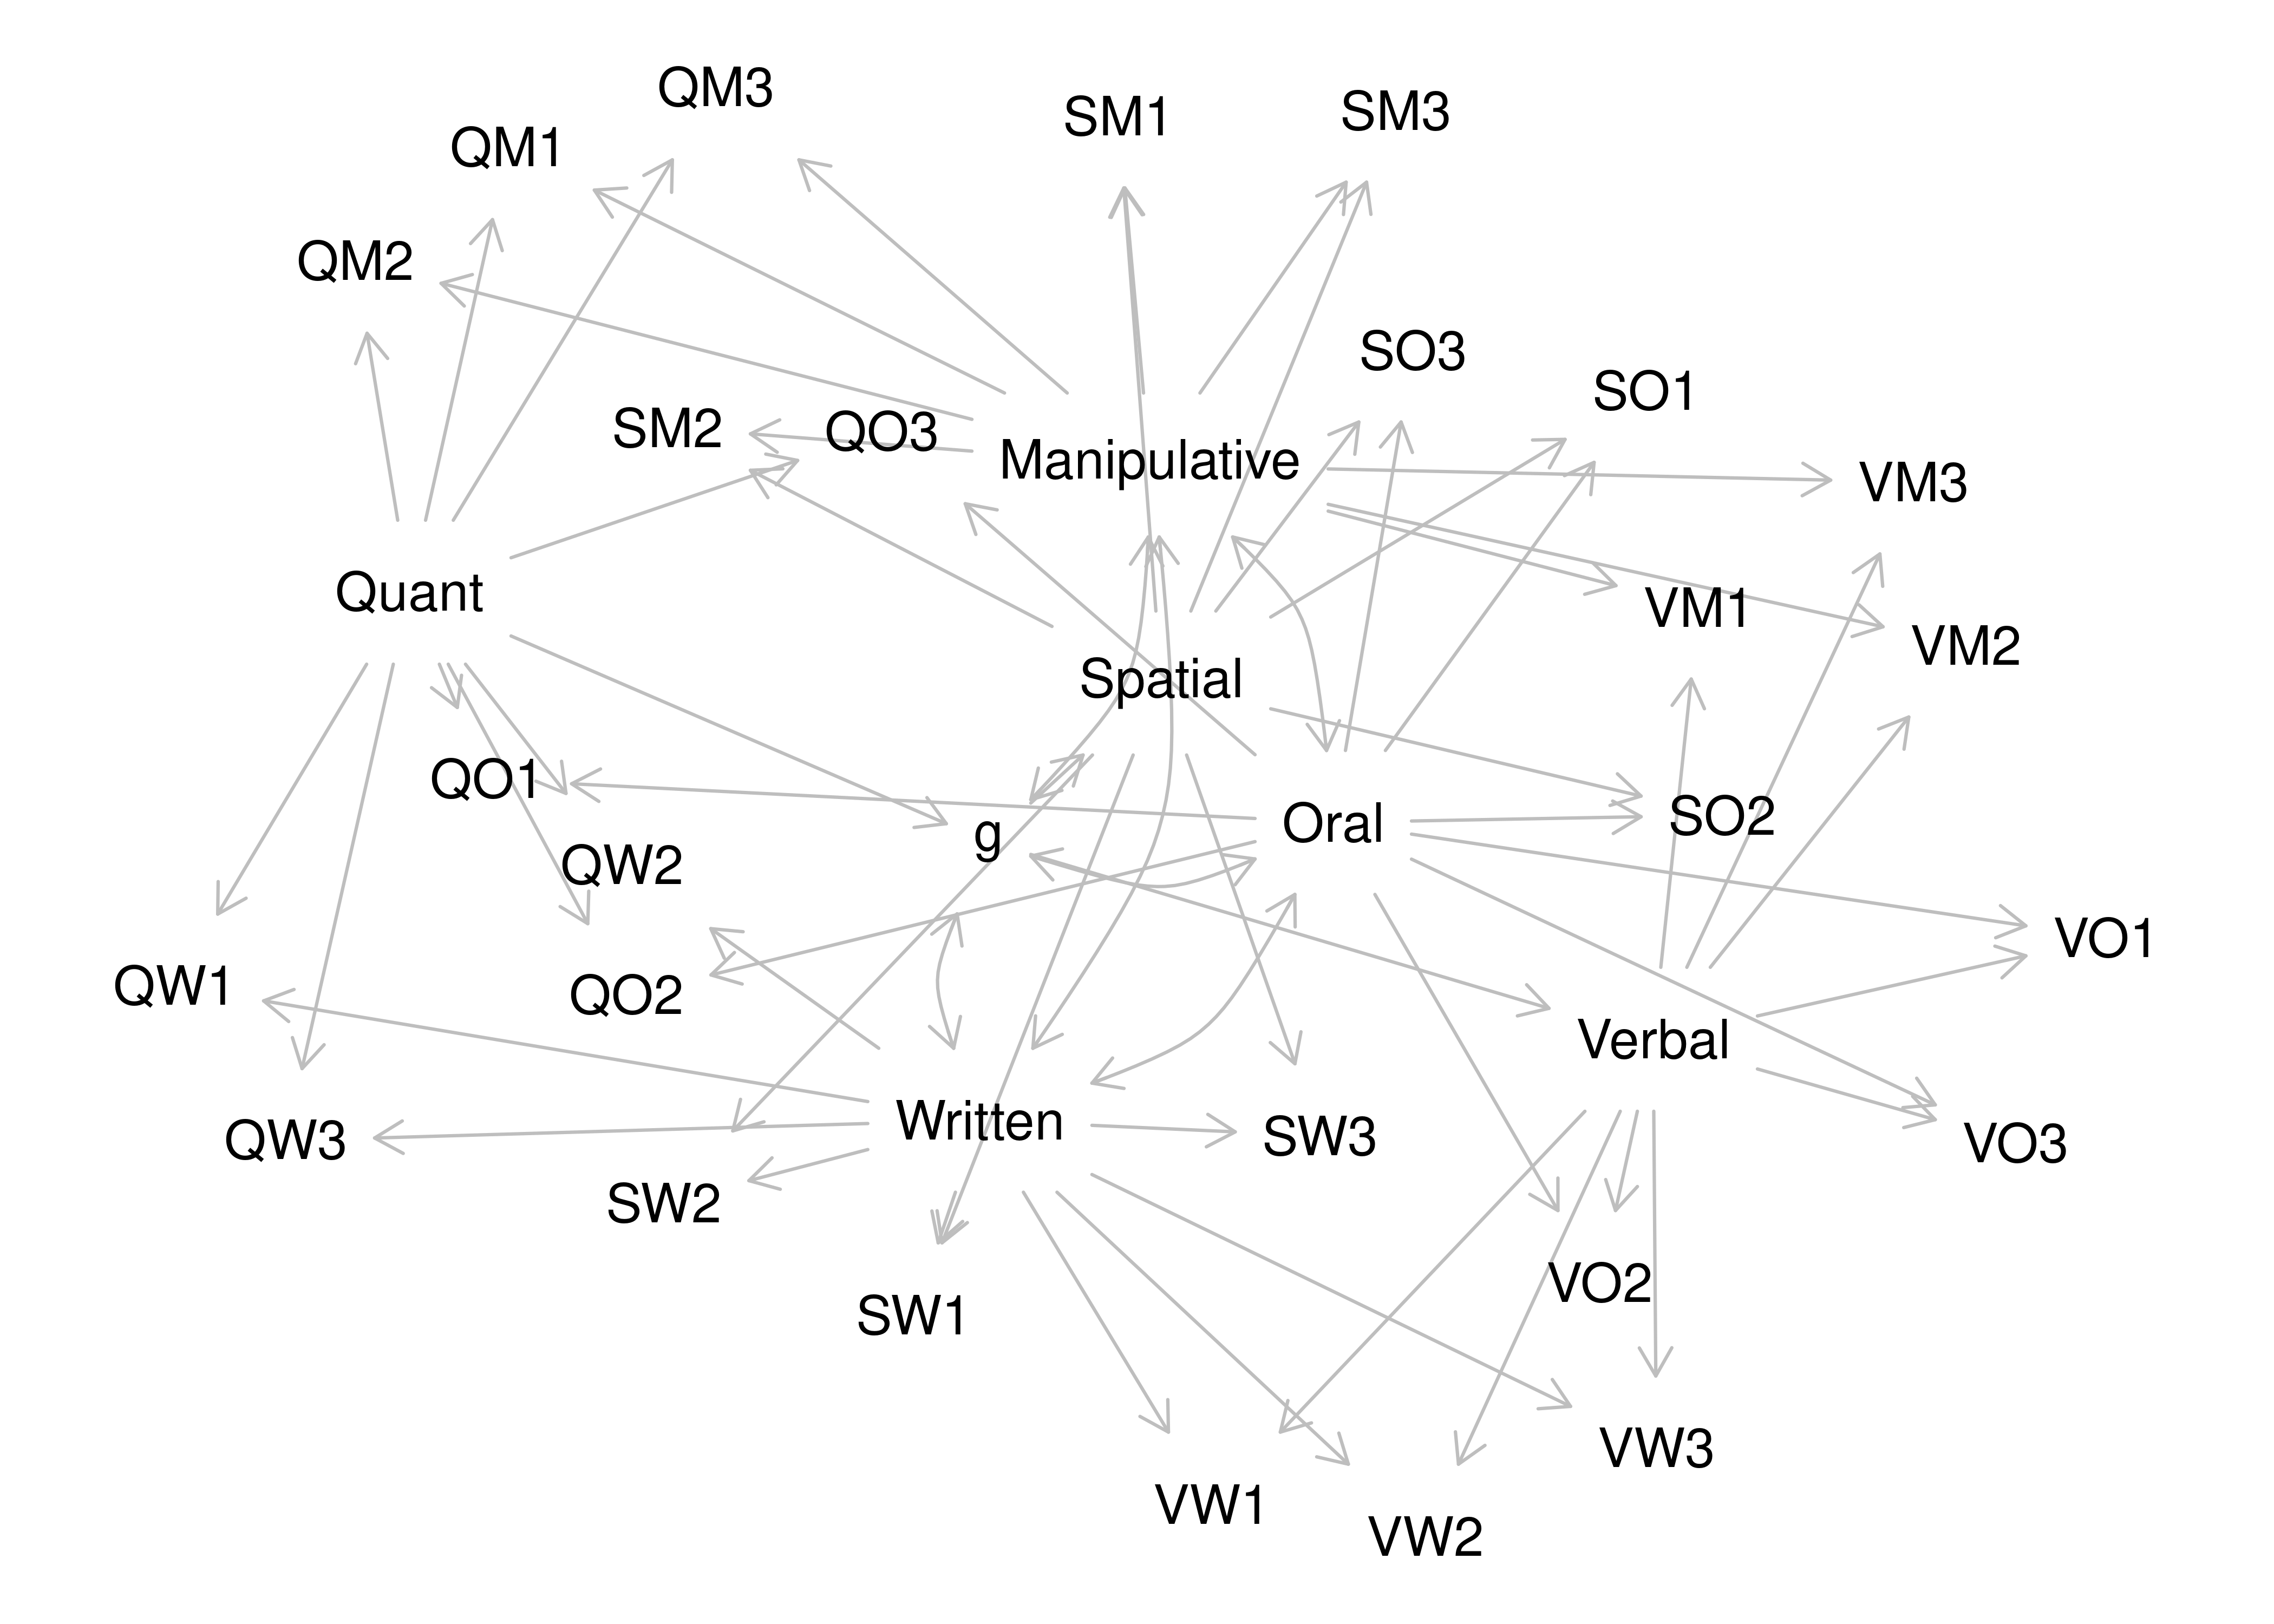 QM3
SM1
SM3
QM1
QM2
SO3
SO1
SM2
QO3
Manipulative
VM3
Quant
VM1
VM2
Spatial
QO1
g
Oral
SO2
QW2
VO1
QW1
QO2
Verbal
Written
QW3
SW3
VO3
SW2
VO2
SW1
VW3
VW1
VW2